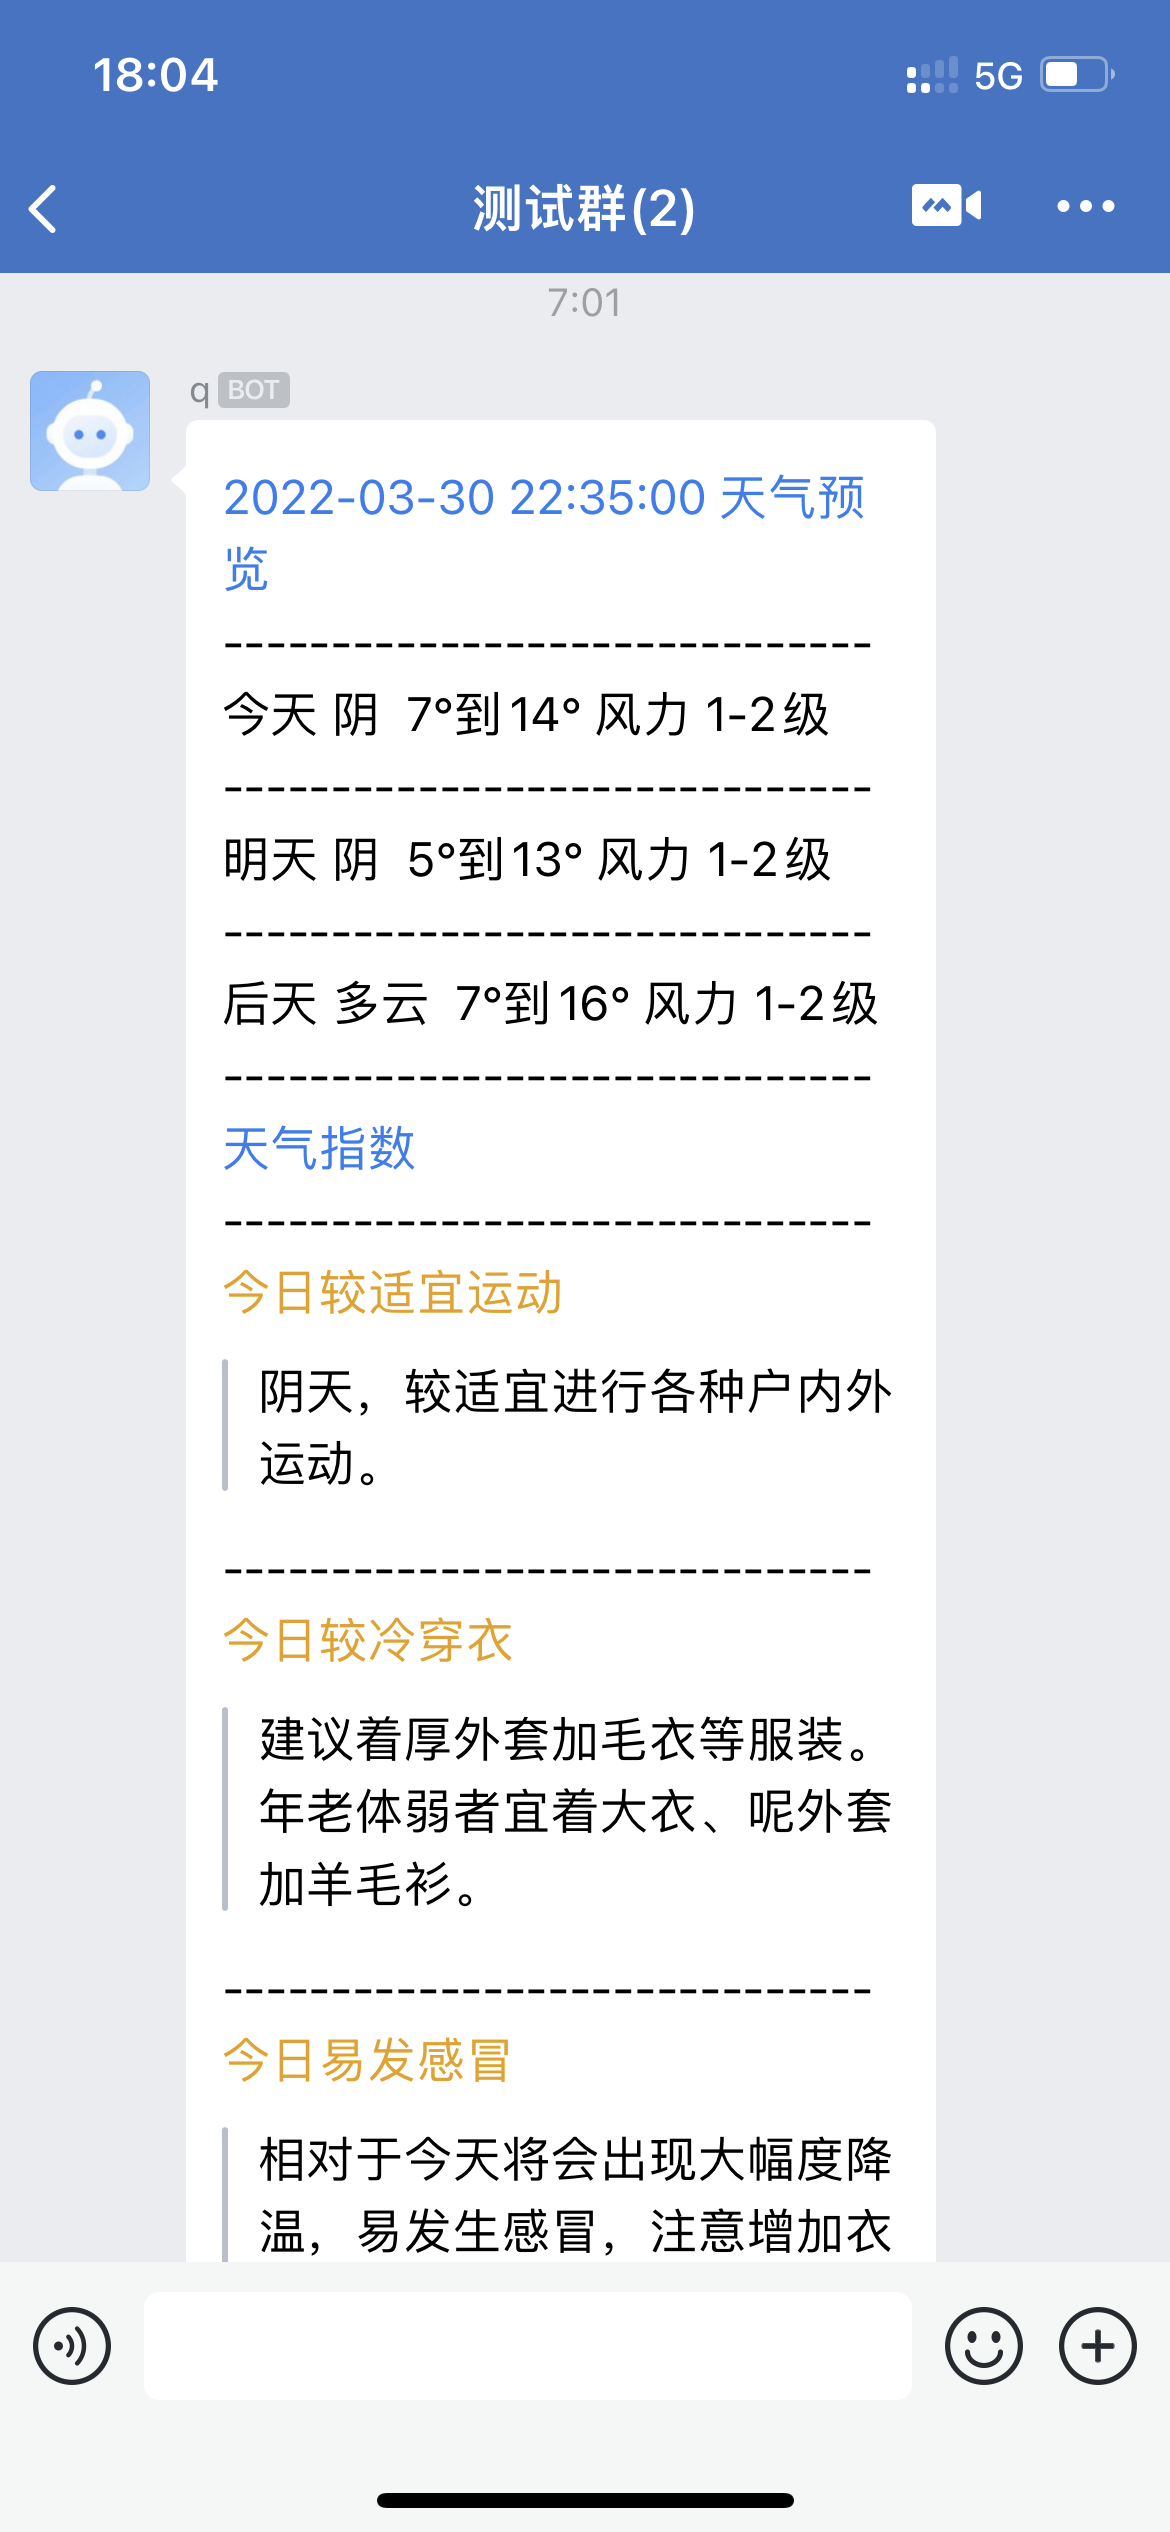 18:04
5G
测试群(2)
7:01
q BOT
2022-03-30 22:35:00 天气预
览
------------------------------
今天 阴  7°到14° 风力 1-2级
------------------------------
明天 阴  5°到13° 风力 1-2级
------------------------------
后天 多云  7°到16° 风力 1-2级
------------------------------
天气指数
------------------------------
今日较适宜运动
阴天，较适宜进行各种户内外
运动。
------------------------------
今日较冷穿衣
建议着厚外套加毛衣等服装。
年老体弱者宜着大衣、呢外套
加羊毛衫。
------------------------------
今日易发感冒
相对于今天将会出现大幅度降
温，易发生感冒，注意增加衣